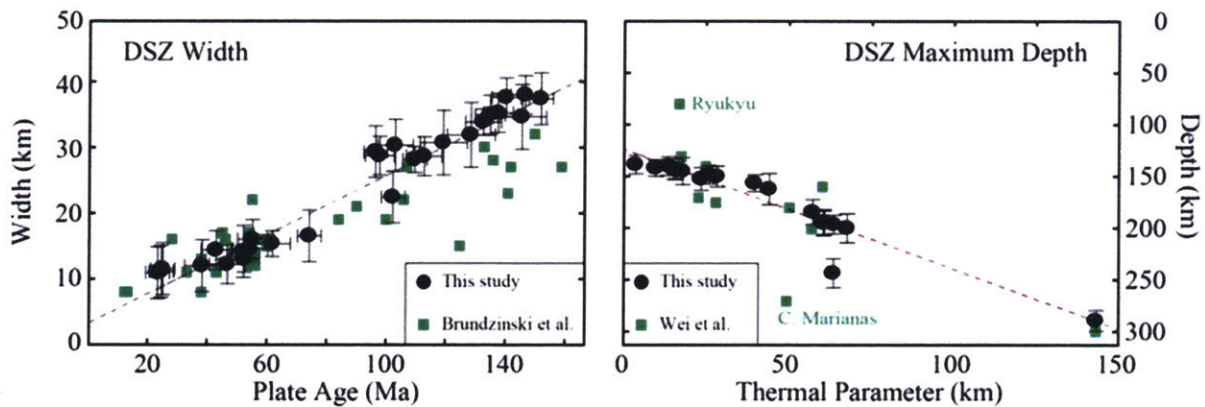 DSZ Width
50
40
30
20
10
0
Width (km)
20
60
100
140
Plate Age (Ma)
This study
Brundzinski et al.
DSZ Maximum Depth
Ryukyu
C. Marianas
This study
Wei et al.
0
50
100
150
200
250
300
Depth (km)
0
50
100
150
Thermal Parameter (km)